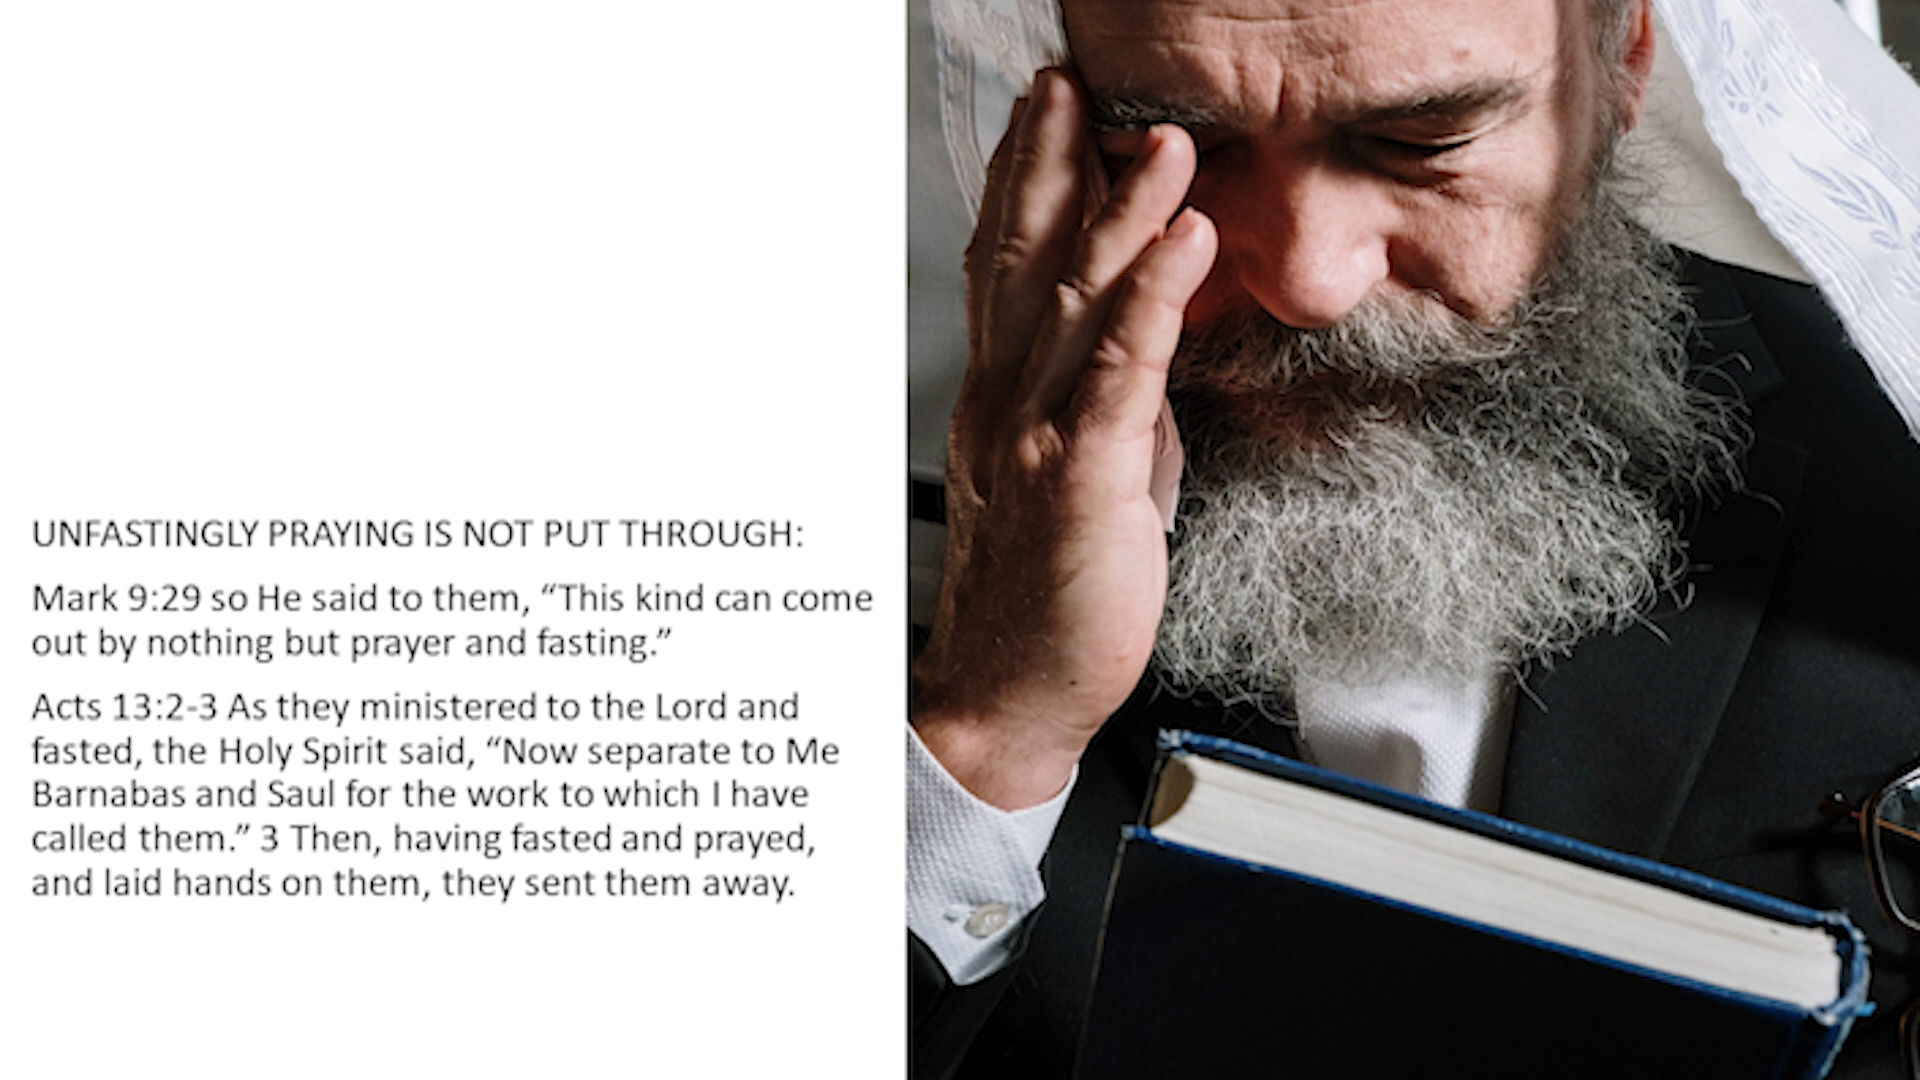 UNFASTINGLY PRAYING IS NOT PUT THROUGH:
Mark 9:29 so He said to them, “This kind can come
out by nothing but prayer and fasting.”
Acts 13:2-3 As they ministered to the Lord and
fasted, the Holy Spirit said, “Now separate to Me
Barnabas and Saul for the work to which I have
called them.” 3 Then, having fasted and prayed,
and laid hands on them, they sent them away.